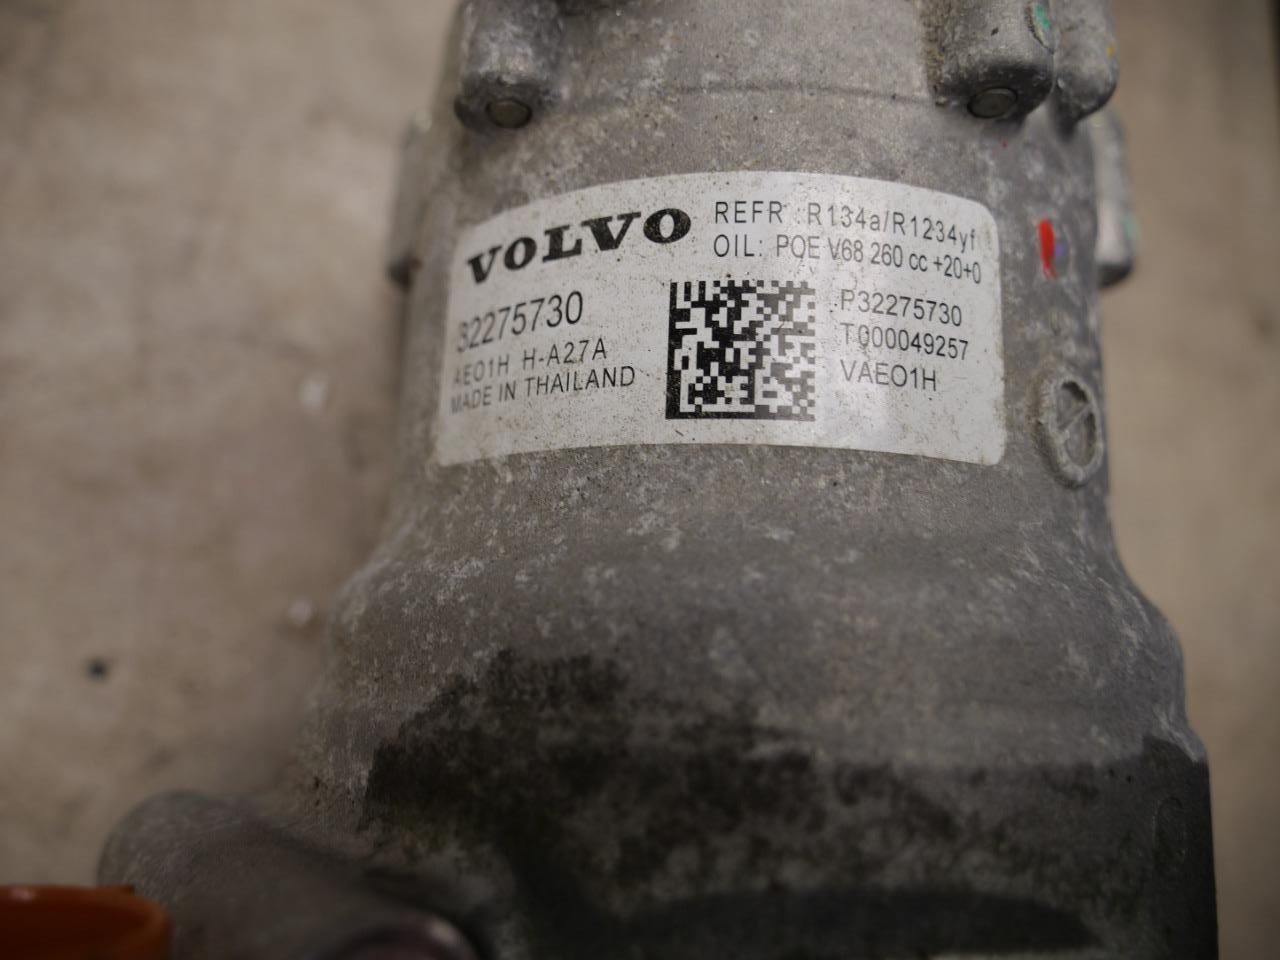 VOLVO
REFR : R134a/R1234yf
OIL: POE V68 260 cc +20+0
32275730
AEO1H H-A27A
MADE IN THAILAND
P32275730
T000049257
VAEO1H